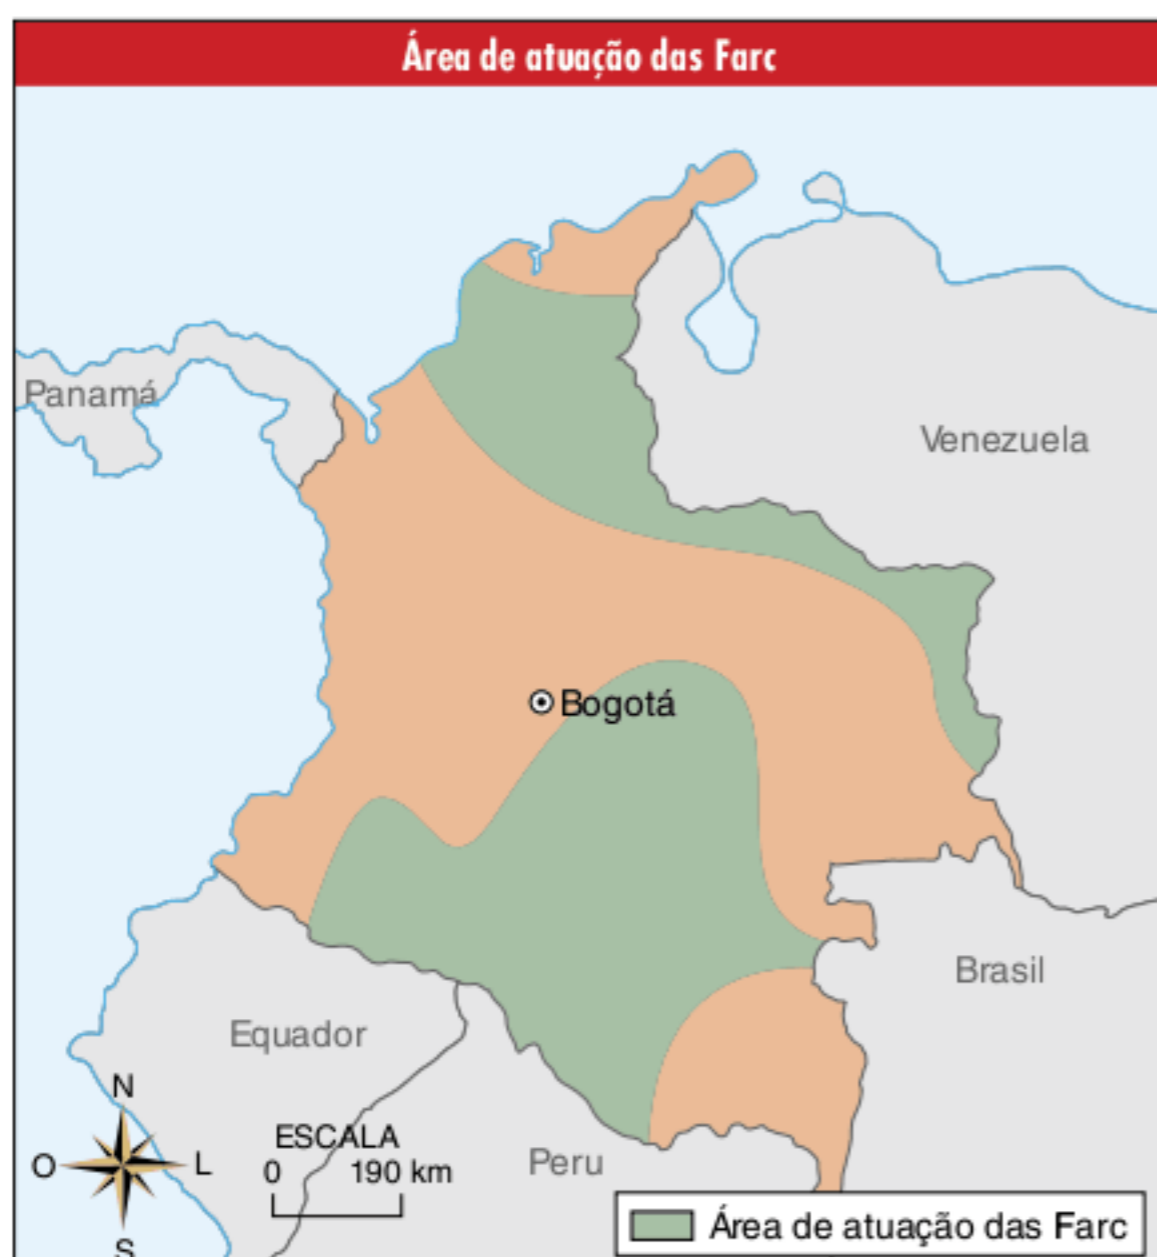 Área de atuação das Farc
Panamá
Venezuela
Bogotá
Brasil
Equador
N
ESCALA
O
L
0
190 km
Peru
S
Área de atuação das Farc